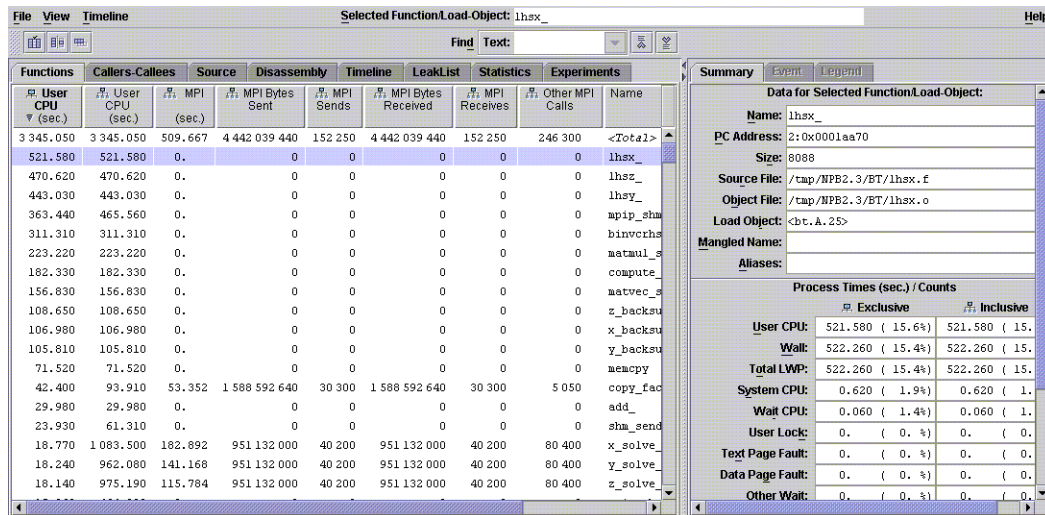 File View Timeline Selected Function/Load-Object: lhsx_ Help
Find Text:
Functions Callers-Callees Source Disassembly Timeline LeakList Statistics Experiments
User CPU (sec.) User CPU (sec.) MPI (sec.) MPI Bytes Sent MPI Sends MPI Bytes Received MPI Receives Other MPI Calls Name
3 345.050 3 345.050 509.667 4 442 039 440 152 250 4 442 039 440 152 250 246 300 <Total>
521.580 521.580 0. 0 0 0 0 0 lhsx_
470.620 470.620 0. 0 0 0 0 0 lhsz_
443.030 443.030 0. 0 0 0 0 0 lhsy_
363.440 465.560 0. 0 0 0 0 0 mpip_shm
311.310 311.310 0. 0 0 0 0 0 binvcrhs
223.220 223.220 0. 0 0 0 0 0 matmul_s
182.330 182.330 0. 0 0 0 0 0 compute_
156.830 156.830 0. 0 0 0 0 0 matvec_s
108.650 108.650 0. 0 0 0 0 0 z_backsu
106.980 106.980 0. 0 0 0 0 0 x_backsu
105.810 105.810 0. 0 0 0 0 0 y_backsu
71.520 71.520 0. 0 0 0 0 0 memcpy
42.400 93.910 53.352 1 588 592 640 30 300 1 588 592 640 30 300 5 050 copy_fac
29.980 29.980 0. 0 0 0 0 0 add_
23.930 61.310 0. 0 0 0 0 0 shm_send
18.770 1 083.500 182.892 951 132 000 40 200 951 132 000 40 200 80 400 x_solve_
18.240 962.080 141.168 951 132 000 40 200 951 132 000 40 200 80 400 y_solve_
18.140 975.190 115.784 951 132 000 40 200 951 132 000 40 200 80 400 z_solve_
Summary Event Legend
Data for Selected Function/Load-Object:
Name: lhsx_
PC Address: 2:0x0001aa70
Size: 8088
Source File: /tmp/NPB2.3/BT/lhsx.f
Object File: /tmp/NPB2.3/BT/lhsx.o
Load Object: <bt.A.25>
Mangled Name:
Aliases:
Process Times (sec.) / Counts
Exclusive Inclusive
User CPU: 521.580 ( 15.6%) 521.580 ( 15.
Wall: 522.260 ( 15.4%) 522.260 ( 15.
Total LWP: 522.260 ( 15.4%) 522.260 ( 15.
System CPU: 0.620 ( 1.9%) 0.620 ( 1.
Wait CPU: 0.060 ( 1.4%) 0.060 ( 1.
User Lock: 0. ( 0. %) 0. ( 0.
Text Page Fault: 0. ( 0. %) 0. ( 0.
Data Page Fault: 0. ( 0. %) 0. ( 0.
Other Wait: 0. ( 0. %) 0. ( 0.